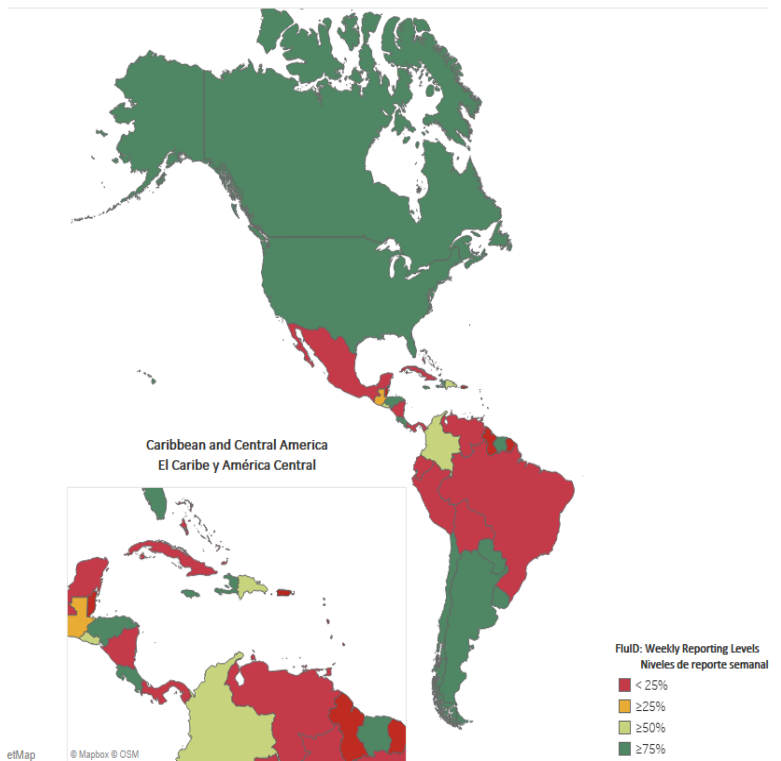 Caribbean and Central America
El Caribe y América Central
FluID: Weekly Reporting Levels
Niveles de reporte semanal
< 25%
≥25%
≥50%
≥75%
etMap
© Mapbox © OSM